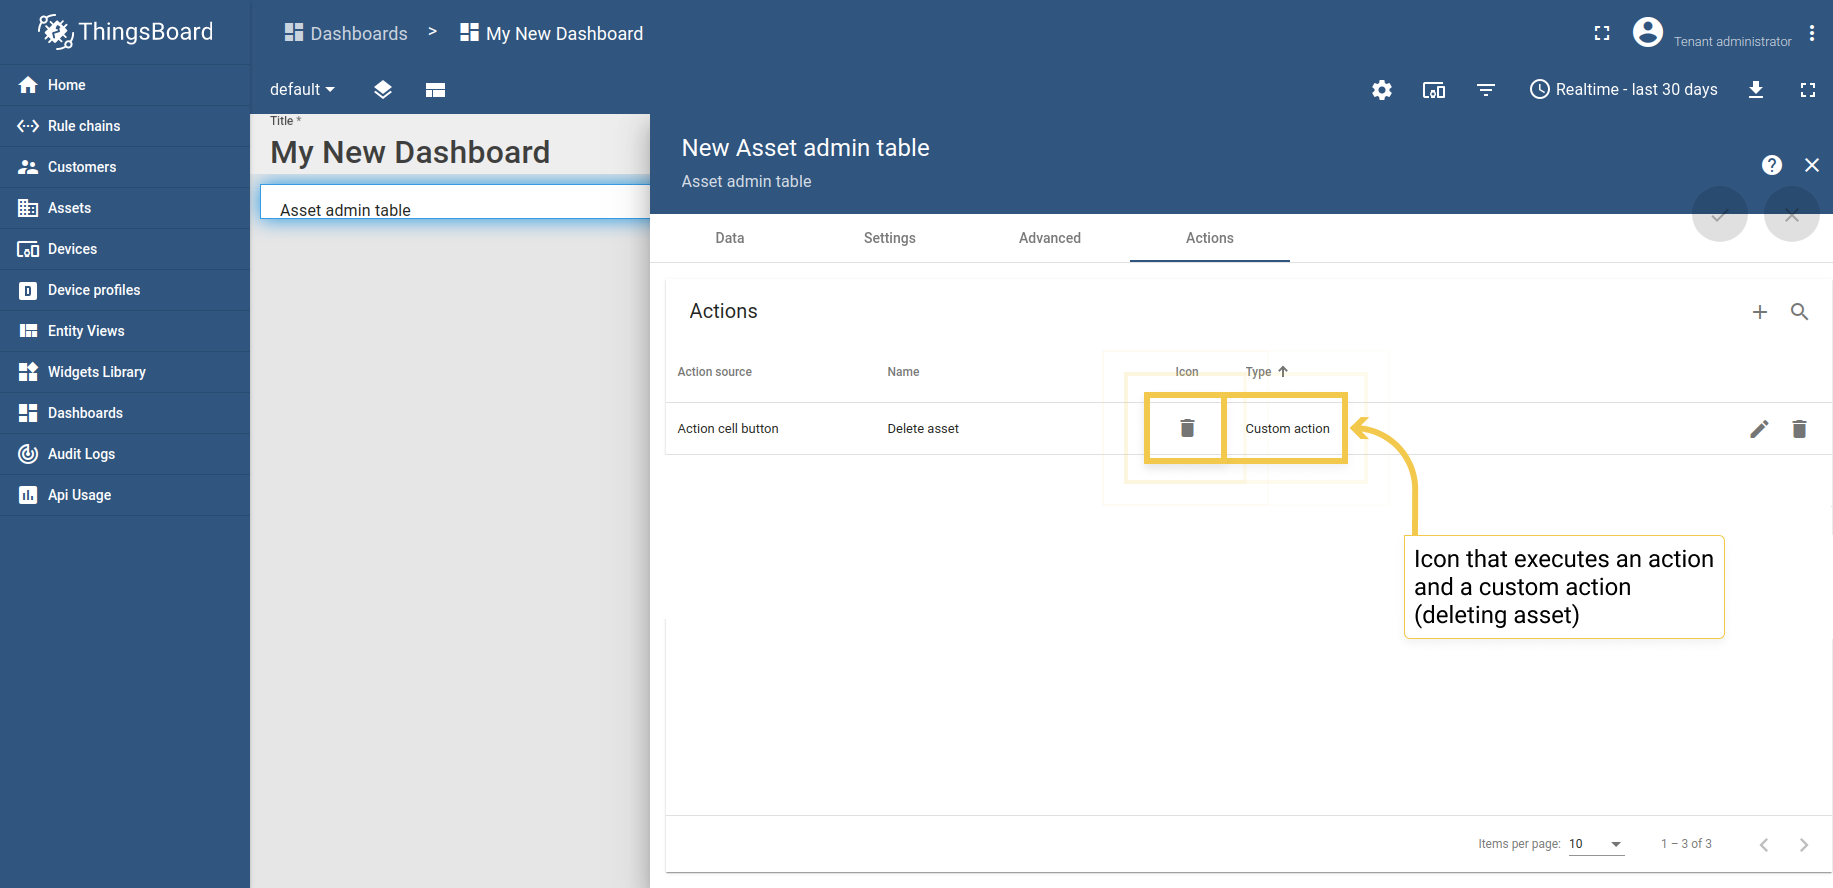 ThingsBoard
Dashboards > My New Dashboard
Tenant administrator
Home
Rule chains
Customers
Assets
Devices
Device profiles
Entity Views
Widgets Library
Dashboards
Audit Logs
Api Usage
default
Realtime - last 30 days
Title *
My New Dashboard
Asset admin table
New Asset admin table
Asset admin table
Data Settings Advanced Actions
Actions
Action source Name Icon Type
Action cell button Delete asset Custom action
Icon that executes an action
and a custom action
(deleting asset)
Items per page: 10 1 – 3 of 3